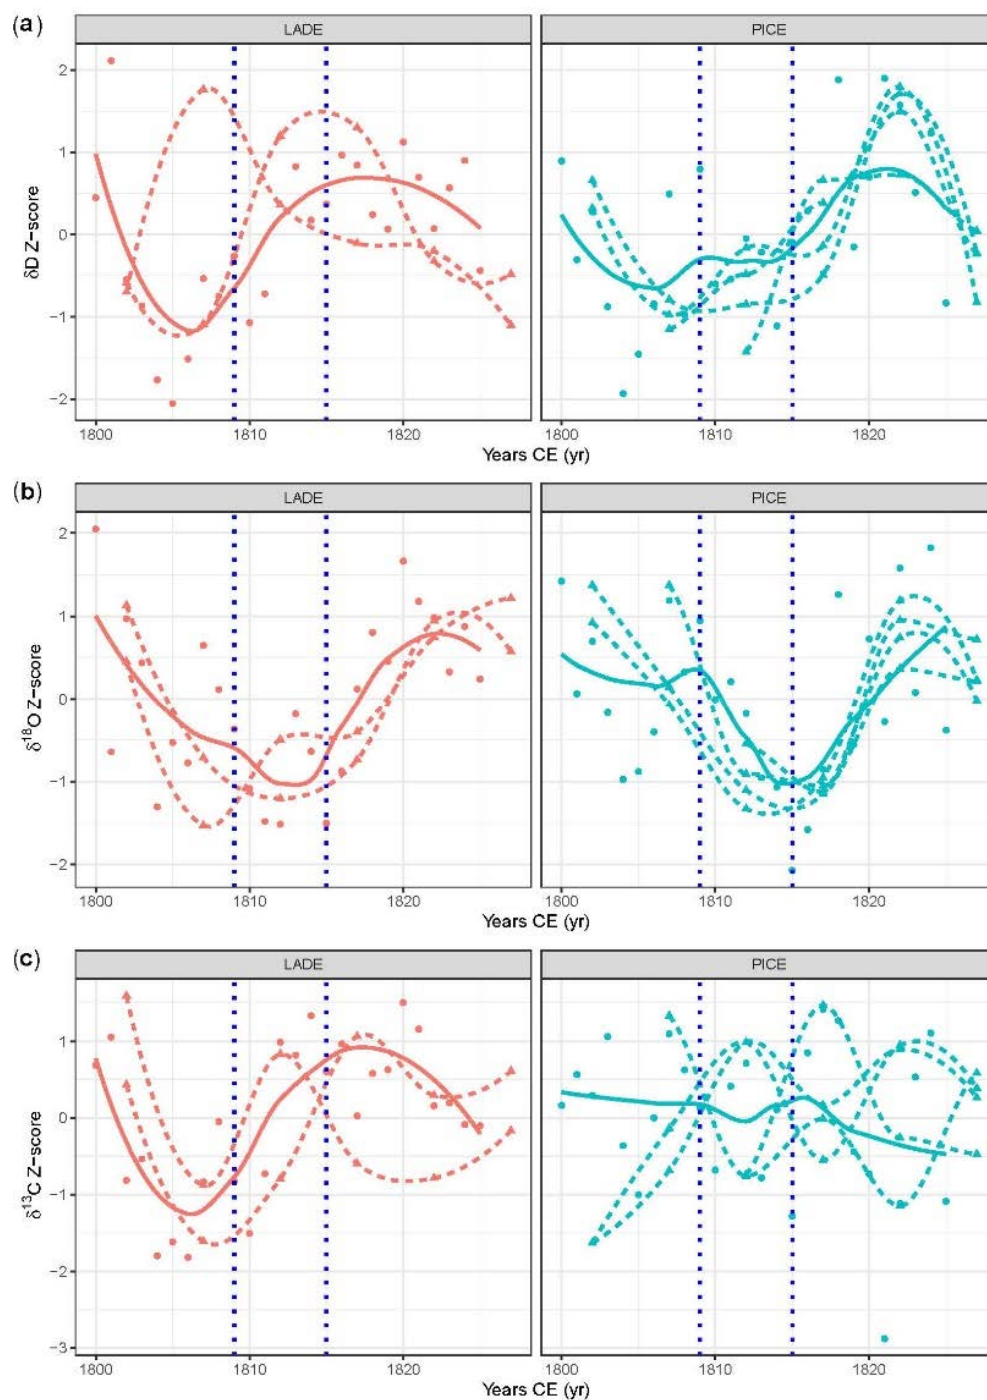 (a)
LADE PICE
2
1
0
−1
−2
δD Z−score
1800 1810 1820 1800 1810 1820
Years CE (yr)
(b)
LADE PICE
2
1
0
−1
−2
δ¹⁸O Z−score
1800 1810 1820 1800 1810 1820
Years CE (yr)
(c)
LADE PICE
1
0
−1
−2
−3
δ¹³C Z−score
1800 1810 1820 1800 1810 1820
Years CE (yr)